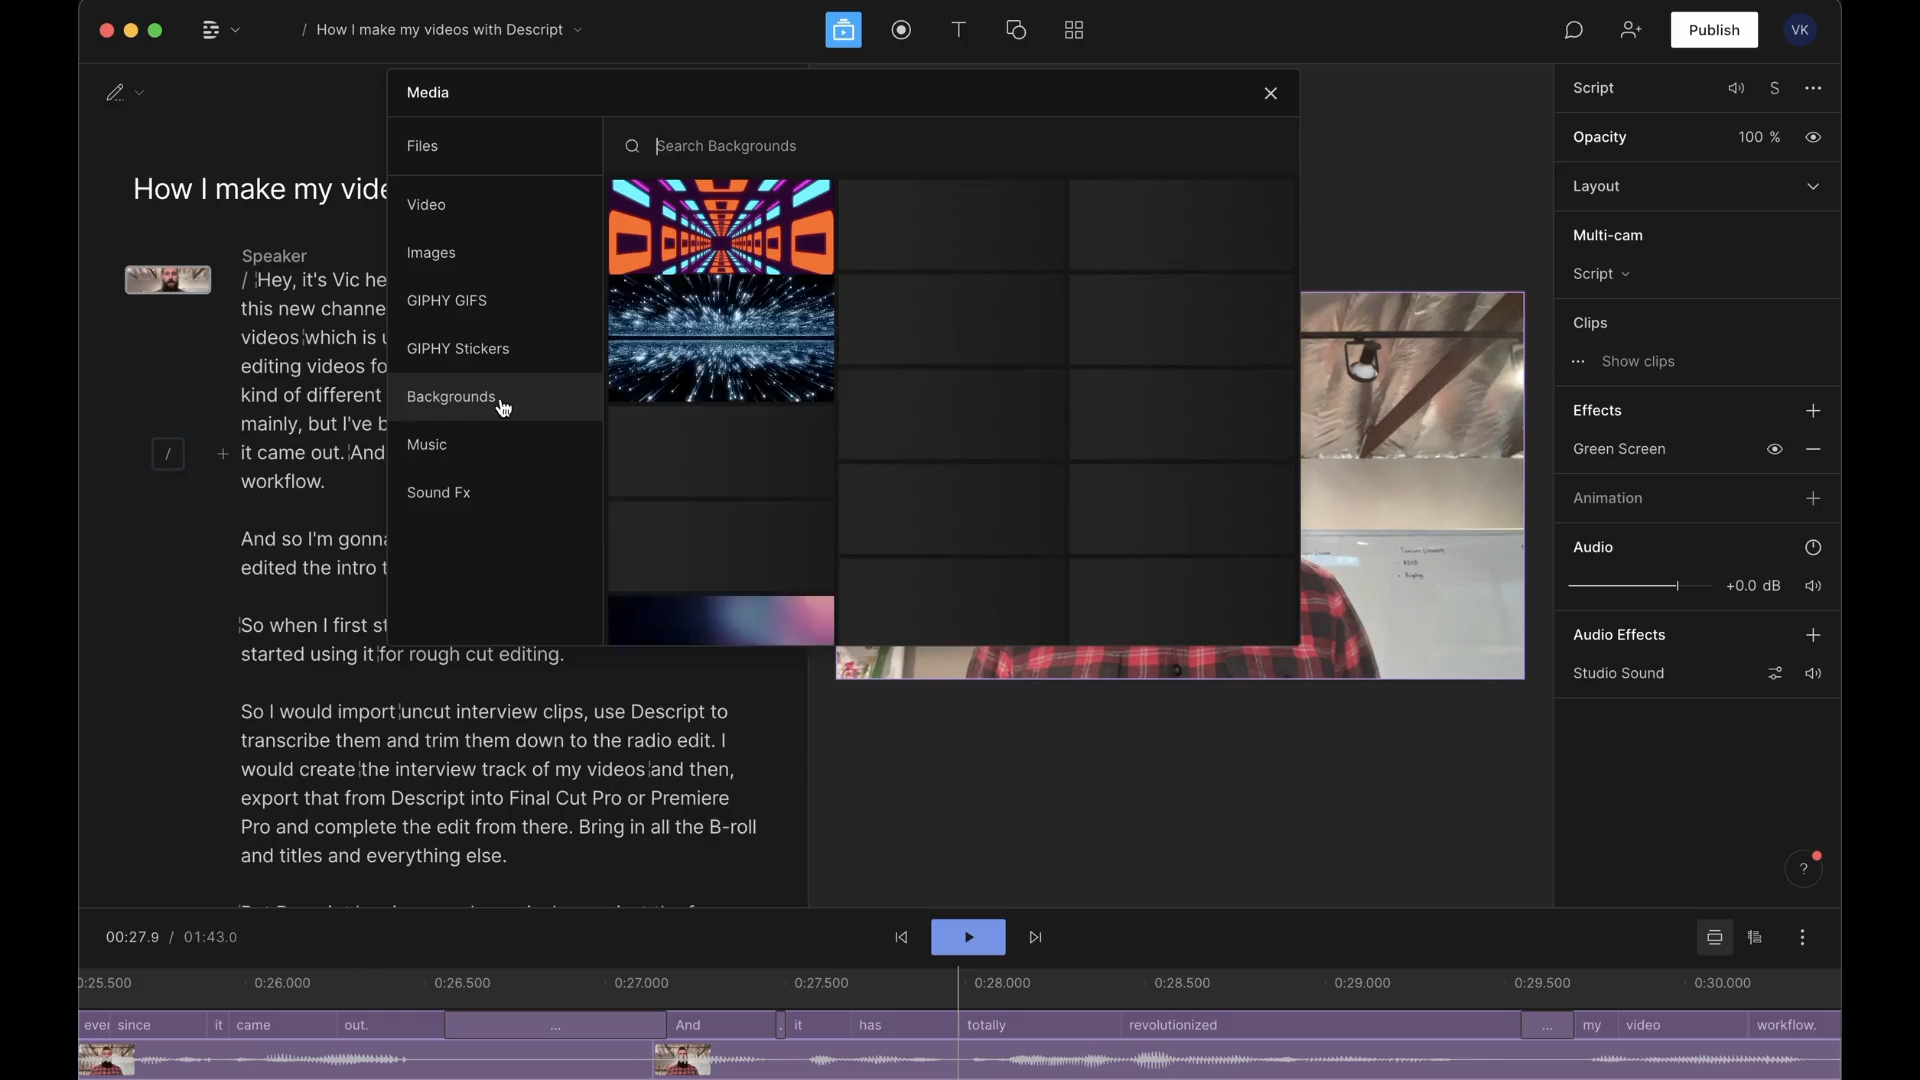 / How I make my videos with Descript
Publish
VK
Media
Files
Search Backgrounds
Video
Images
GIPHY GIFS
GIPHY Stickers
Backgrounds
Music
Sound Fx
How I make my vide
Speaker
/ Hey, it's Vic he
this new channe
videos which is u
editing videos fo
kind of different
mainly, but I've b
/
+ it came out. And
workflow.
And so I'm gonna
edited the intro t
So when I first st
started using it for rough cut editing.
So I would import uncut interview clips, use Descript to
transcribe them and trim them down to the radio edit. I
would create the interview track of my videos and then,
export that from Descript into Final Cut Pro or Premiere
Pro and complete the edit from there. Bring in all the B-roll
and titles and everything else.
Script S
Opacity 100 %
Layout
Multi-cam
Script
Clips
Show clips
Effects
Green Screen
Animation
Audio
+0.0 dB
Audio Effects
Studio Sound
?
00:27.9 / 01:43.0
0:25.500 0:26.000 0:26.500 0:27.000 0:27.500 0:28.000 0:28.500 0:29.000 0:29.500 0:30.000
ever since it came out. ... And . it has totally revolutionized ... my video workflow.